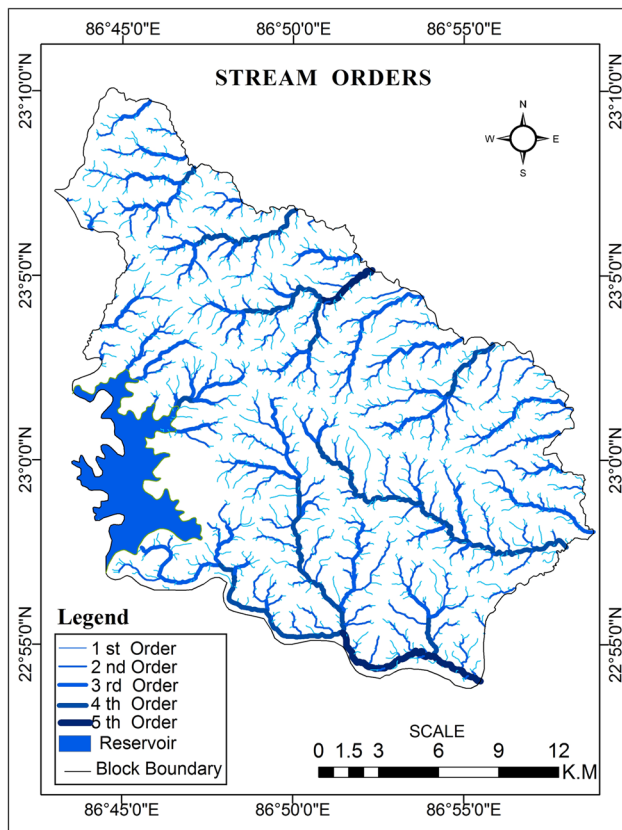 86°45'0"E 86°50'0"E 86°55'0"E
STREAM ORDERS
23°10'0"N 23°10'0"N
N
W E
S
23°5'0"N 23°5'0"N
23°0'0"N 23°0'0"N
22°55'0"N 22°55'0"N
Legend
1 st Order
2 nd Order
3 rd Order
4 th Order
5 th Order
Reservoir
Block Boundary
SCALE
0 1.5 3 6 9 12
K.M
86°45'0"E 86°50'0"E 86°55'0"E